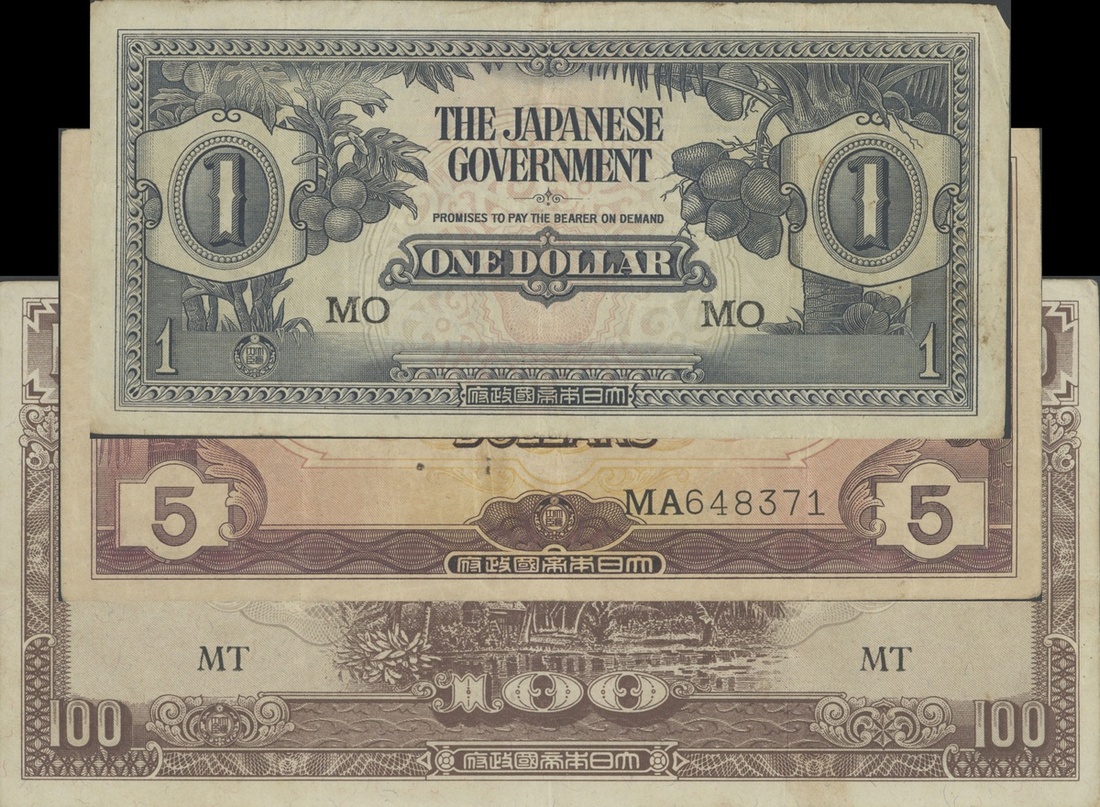 THE JAPANESE
GOVERNMENT
PROMISES TO PAY THE BEARER ON DEMAND
ONE DOLLAR
1 1
MO MO
1 1
大日本帝國政府
DOLLARS
5 MA648371 5
大日本帝國政府
MT MT
100
100 100
大日本帝國政府